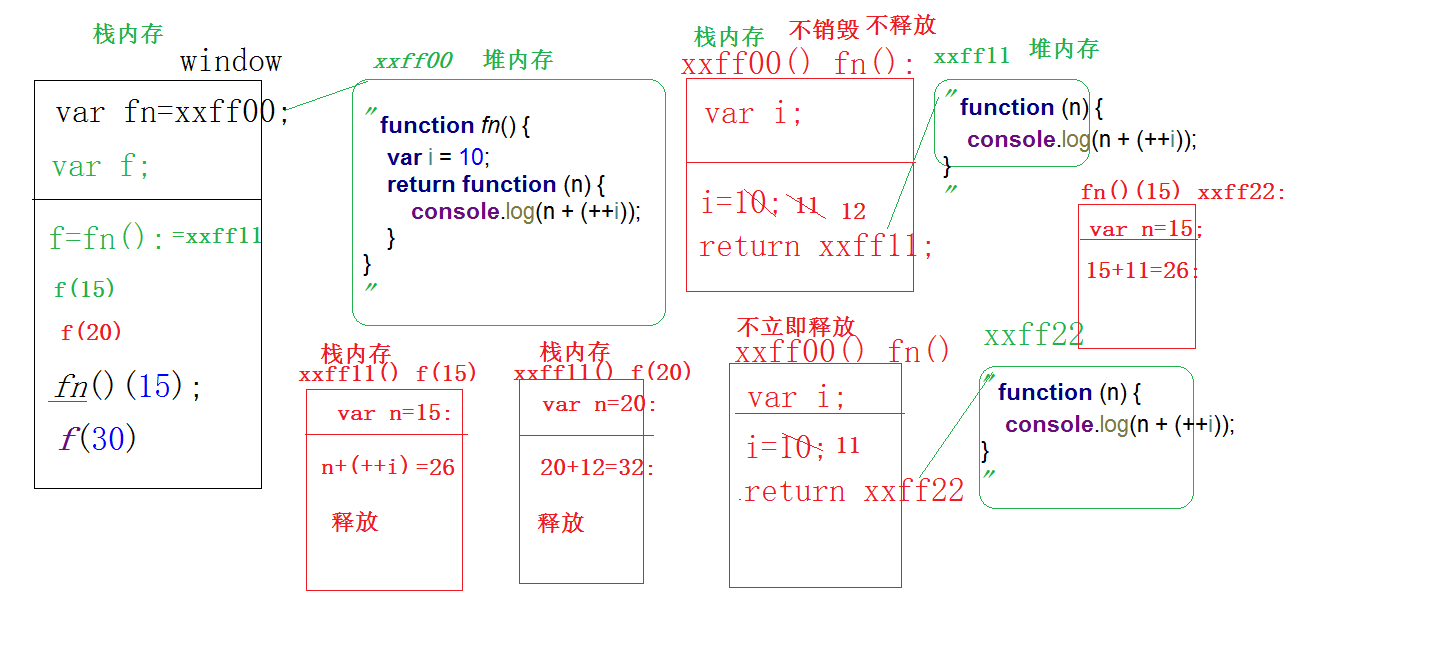 栈内存
window
var fn=xxff00;
var f;
f=fn():=xxff11
f(15)
f(20)
fn()(15);
f(30)
xxff00 堆内存
"
function fn() {
var i = 10;
return function (n) {
console.log(n + (++i));
}
}
"
栈内存 不销毁 不释放
xxff00() fn():
var i;
i=10; 11 12
return xxff11;
xxff11 堆内存
"
function (n) {
console.log(n + (++i));
}
"
fn()(15) xxff22:
var n=15;
15+11=26:
栈内存
xxff11() f(15)
var n=15:
n+(++i)=26
释放
栈内存
xxff11() f(20)
var n=20:
20+12=32:
释放
不立即释放
xxff00() fn()
var i;
i=10; 11
return xxff22
xxff22
"
function (n) {
console.log(n + (++i));
}
"